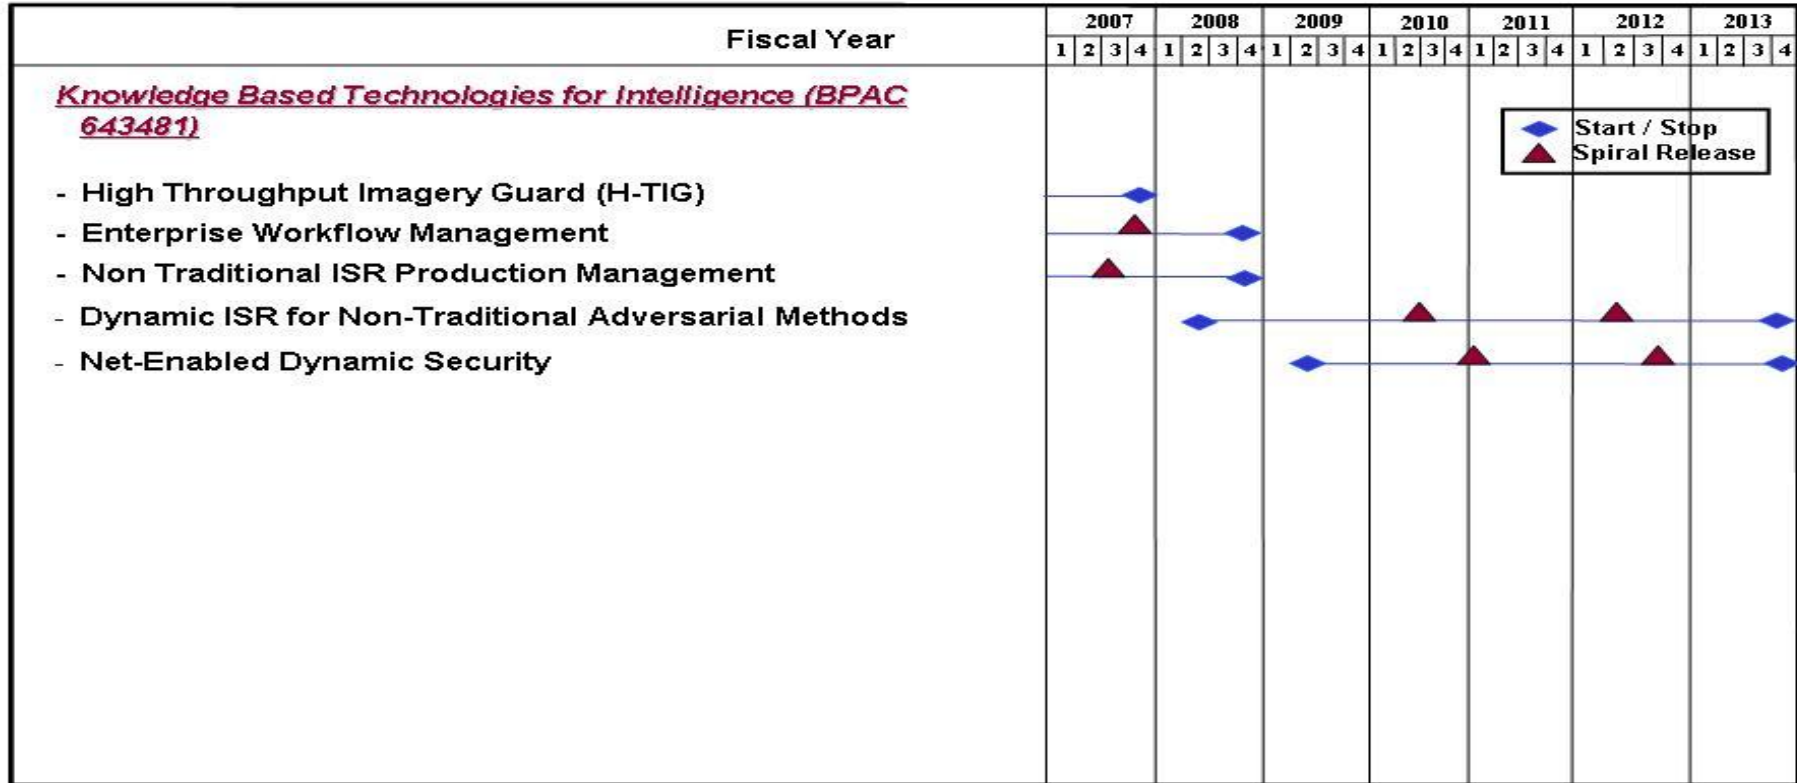 Fiscal Year
2007 2008 2009 2010 2011 2012 2013
1 2 3 4 1 2 3 4 1 2 3 4 1 2 3 4 1 2 3 4 1 2 3 4 1 2 3 4
Knowledge Based Technologies for Intelligence (BPAC
643481)
Start / Stop
Spiral Release
- High Throughput Imagery Guard (H-TIG)
- Enterprise Workflow Management
- Non Traditional ISR Production Management
- Dynamic ISR for Non-Traditional Adversarial Methods
- Net-Enabled Dynamic Security